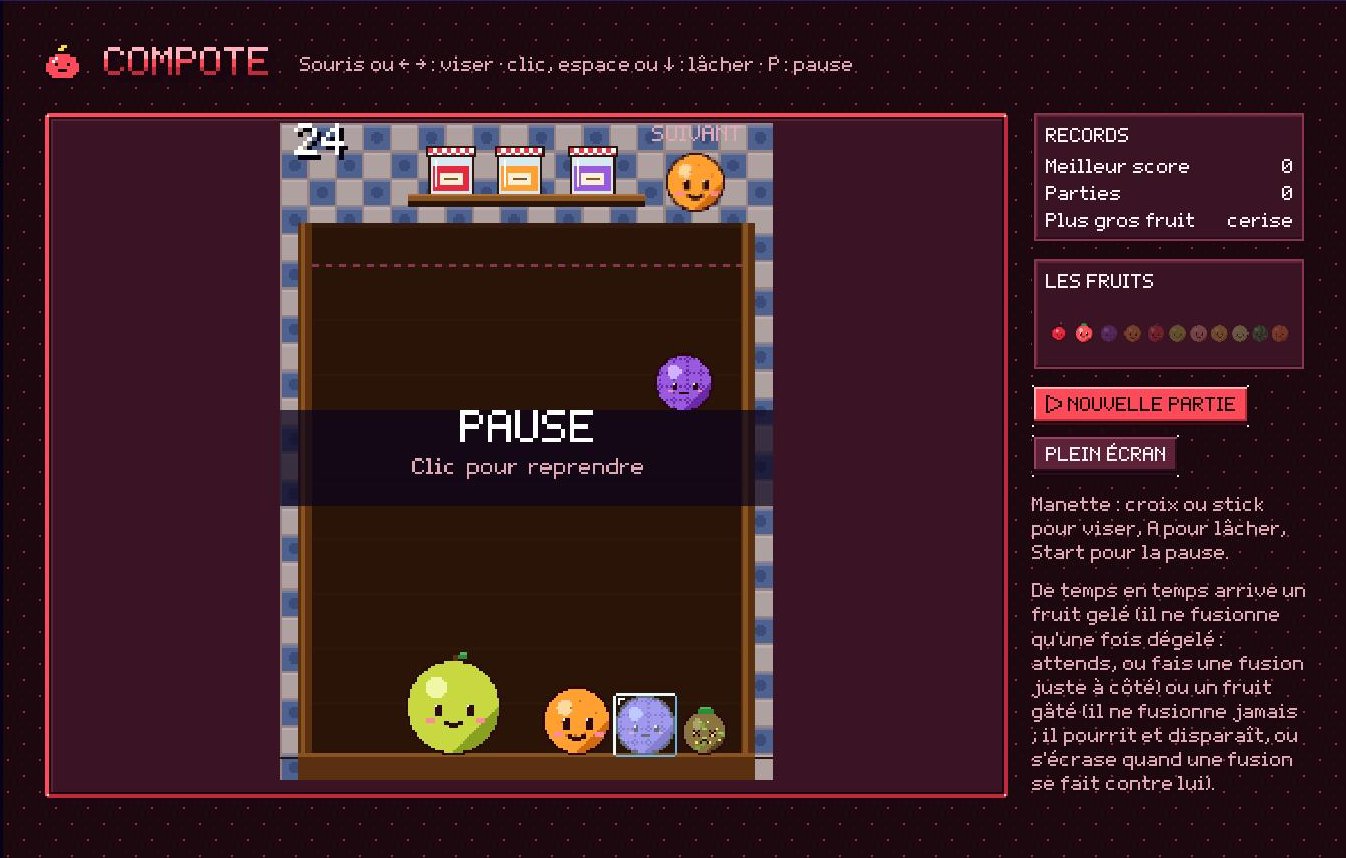 COMPOTE
Souris ou ← → : viser · clic, espace ou ↓ : lâcher · P : pause
24
SUIVANT
PAUSE
Clic pour reprendre
RECORDS
Meilleur score 0
Parties 0
Plus gros fruit cerise
LES FRUITS
▷ NOUVELLE PARTIE
PLEIN ÉCRAN
Manette : croix ou stick
pour viser, A pour lâcher,
Start pour la pause.
De temps en temps arrive un
fruit gelé (il ne fusionne
qu'une fois dégelé :
attends, ou fais une fusion
juste à côté) ou un fruit
gâté (il ne fusionne jamais
; il pourrit et disparaît, ou
s'écrase quand une fusion
se fait contre lui).